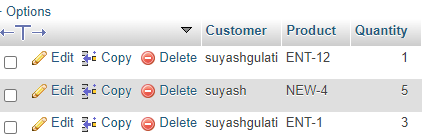 + Options
←T→ Customer Product Quantity
Edit Copy Delete suyashgulati ENT-12 1
Edit Copy Delete suyash NEW-4 5
Edit Copy Delete suyashgulati ENT-1 3